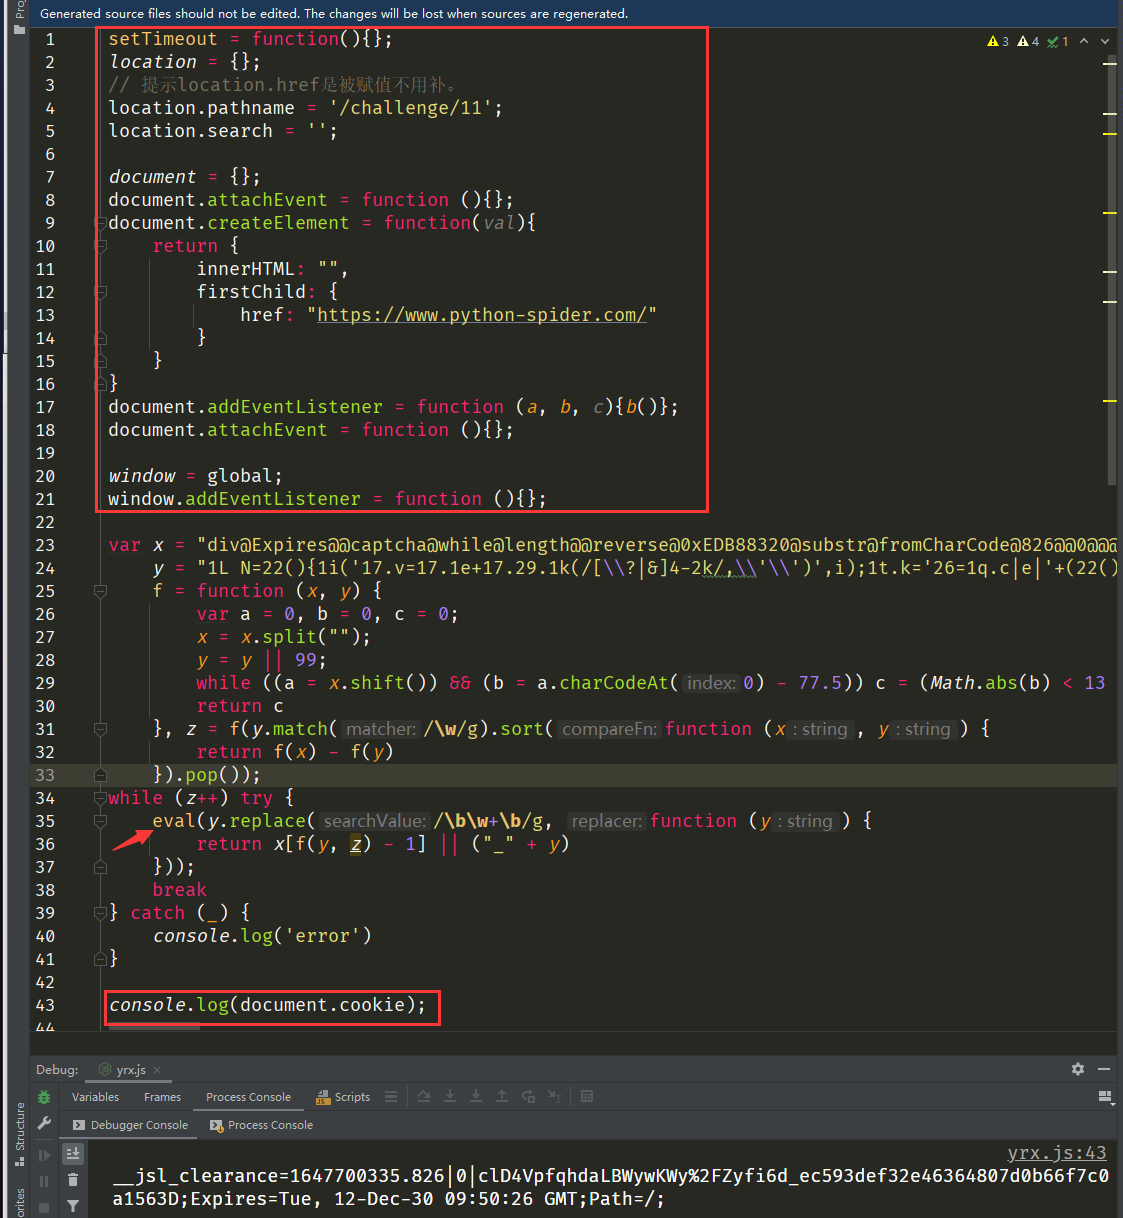 Generated source files should not be edited. The changes will be lost when sources are regenerated.
1 setTimeout = function(){};
3 4 1
2 location = {};
3 // 提示location.href是被赋值不用补。
4 location.pathname = '/challenge/11';
5 location.search = '';
6
7 document = {};
8 document.attachEvent = function (){};
9 document.createElement = function(val){
10 return {
11 innerHTML: "",
12 firstChild: {
13 href: "https://www.python-spider.com/"
14 }
15 }
16 }
17 document.addEventListener = function (a, b, c){b()};
18 document.attachEvent = function (){};
19
20 window = global;
21 window.addEventListener = function (){};
22
23 var x = "div@Expires@@captcha@while@length@@reverse@0xEDB88320@substr@fromCharCode@826@@0@@@
24 y = "1L N=22(){1i('17.v=17.1e+17.29.1k(/[\\?|&]4-2k/,\\'\\')',i);1t.k='26=1q.c|e|'+(22()
25 f = function (x, y) {
26 var a = 0, b = 0, c = 0;
27 x = x.split("");
28 y = y || 99;
29 while ((a = x.shift()) && (b = a.charCodeAt( index: 0) - 77.5)) c = (Math.abs(b) < 13
30 return c
31 }, z = f(y.match( matcher: /\w/g).sort( compareFn: function (x : string , y : string ) {
32 return f(x) - f(y)
33 }).pop());
34 while (z++) try {
35 eval(y.replace( searchValue: /\b\w+\b/g, replacer: function (y : string ) {
36 return x[f(y, z) - 1] || ("_" + y)
37 }));
38 break
39 } catch (_) {
40 console.log('error')
41 }
42
43 console.log(document.cookie);
44
Debug: yrx.js
Variables Frames Process Console Scripts
Debugger Console Process Console
Structure
yrx.js:43
__jsl_clearance=1647700335.826|0|clD4VpfqhdaLBWywKWy%2FZyfi6d_ec593def32e46364807d0b66f7c0
a1563D;Expires=Tue, 12-Dec-30 09:50:26 GMT;Path=/;